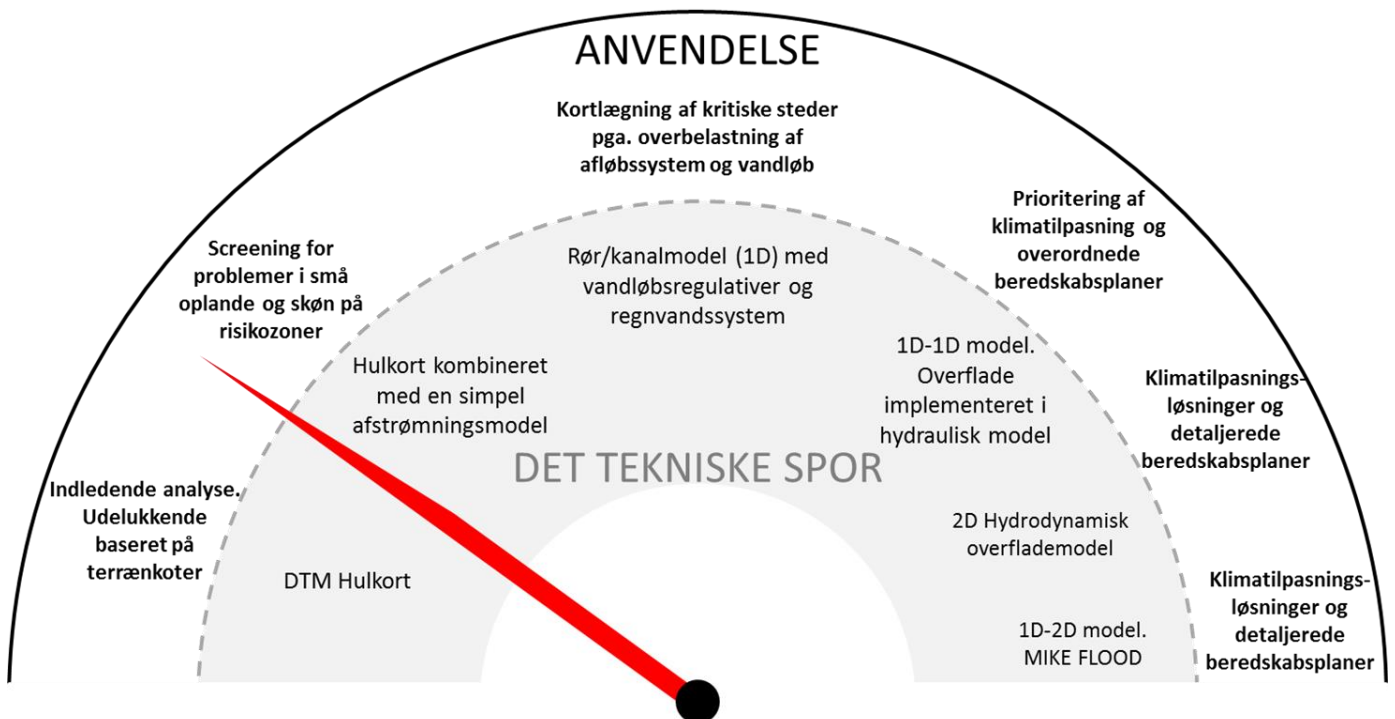 ANVENDELSE
Kortlægning af kritiske steder
pga. overbelastning af
afløbssystem og vandløb
Prioritering af
klimatilpasning og
overordnede
beredskabsplaner
Screening for
problemer i små
oplande og skøn på
risikozoner
Rør/kanalmodel (1D) med
vandløbsregulativer og
regnvandssystem
1D-1D model.
Overflade
implementeret i
hydraulisk model
Hulkort kombineret
med en simpel
afstrømningsmodel
Klimatilpasnings-
løsninger og
detaljerede
beredskabsplaner
DET TEKNISKE SPOR
Indledende analyse.
Udelukkende
baseret på
terrænkoter
DTM Hulkort
2D Hydrodynamisk
overflademodel
Klimatilpasnings-
løsninger og
detaljerede
beredskabsplaner
1D-2D model.
MIKE FLOOD